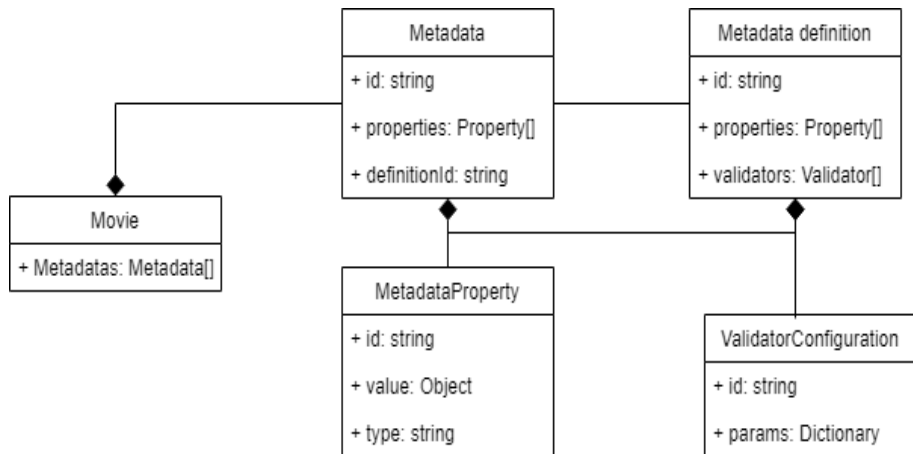 Metadata
+ id: string
+ properties: Property[]
+ definitionId: string
Metadata definition
+ id: string
+ properties: Property[]
+ validators: Validator[]
Movie
+ Metadatas: Metadata[]
MetadataProperty
+ id: string
+ value: Object
+ type: string
ValidatorConfiguration
+ id: string
+ params: Dictionary